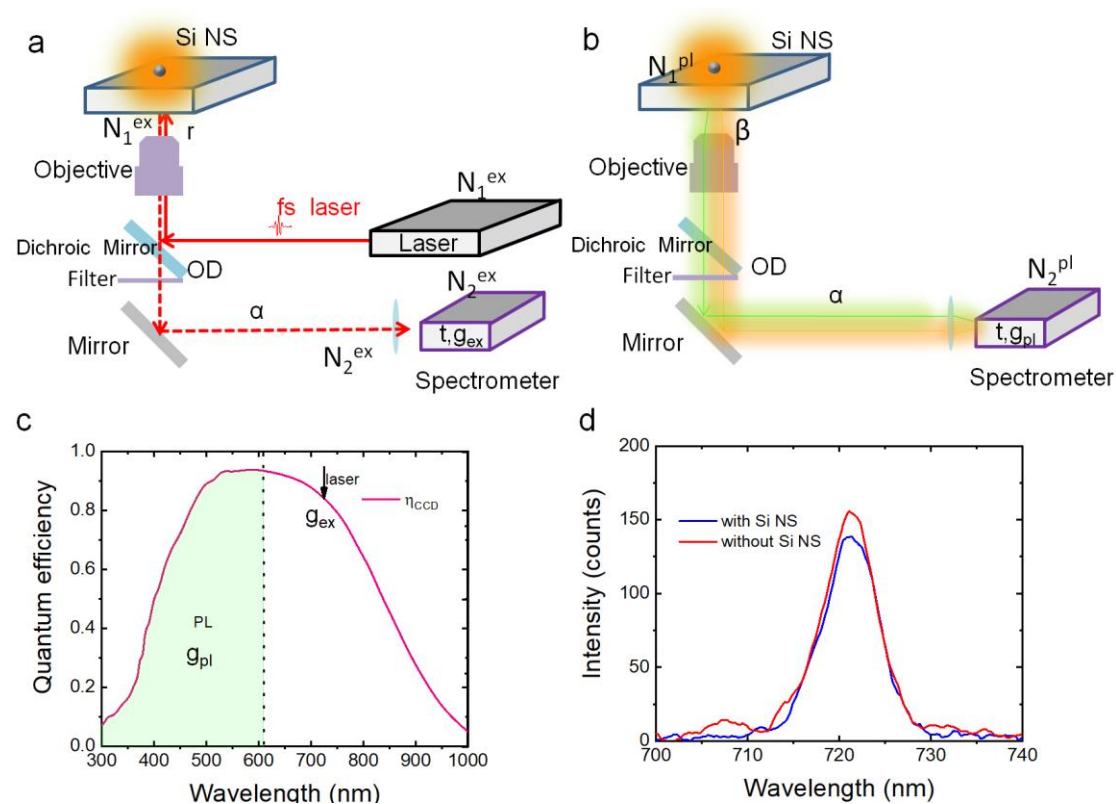 a
Si NS
N₁ᵉˣ
r
Objective
fs laser
N₁ᵉˣ
Laser
Dichroic Mirror
OD
Filter
N₂ᵉˣ
α
t,gₑₓ
Mirror
N₂ᵉˣ
Spectrometer
b
Si NS
N₁ᵖˡ
β
Objective
Dichroic Mirror
OD
Filter
N₂ᵖˡ
α
t,gₚₗ
Mirror
Spectrometer
c
1.0
0.8
0.6
0.4
0.2
0.0
Quantum efficiency
laser
gₑₓ
η_CCD
PL
gₚₗ
300 400 500 600 700 800 900 1000
Wavelength (nm)
d
200
150
100
50
0
Intensity (counts)
with Si NS
without Si NS
700 710 720 730 740
Wavelength (nm)